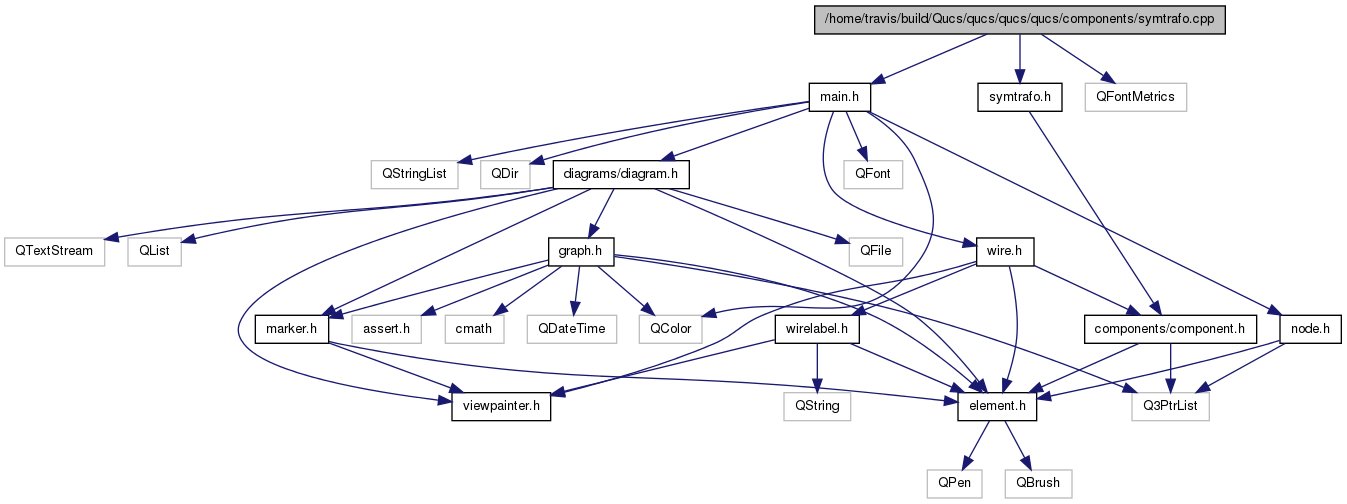 /home/travis/build/Qucs/qucs/qucs/qucs/components/symtrafo.cpp
main.h
symtrafo.h
QFontMetrics
QStringList
QDir
diagrams/diagram.h
QFont
QTextStream
QList
graph.h
QFile
wire.h
marker.h
assert.h
cmath
QDateTime
QColor
wirelabel.h
components/component.h
node.h
viewpainter.h
QString
element.h
Q3PtrList
QPen
QBrush